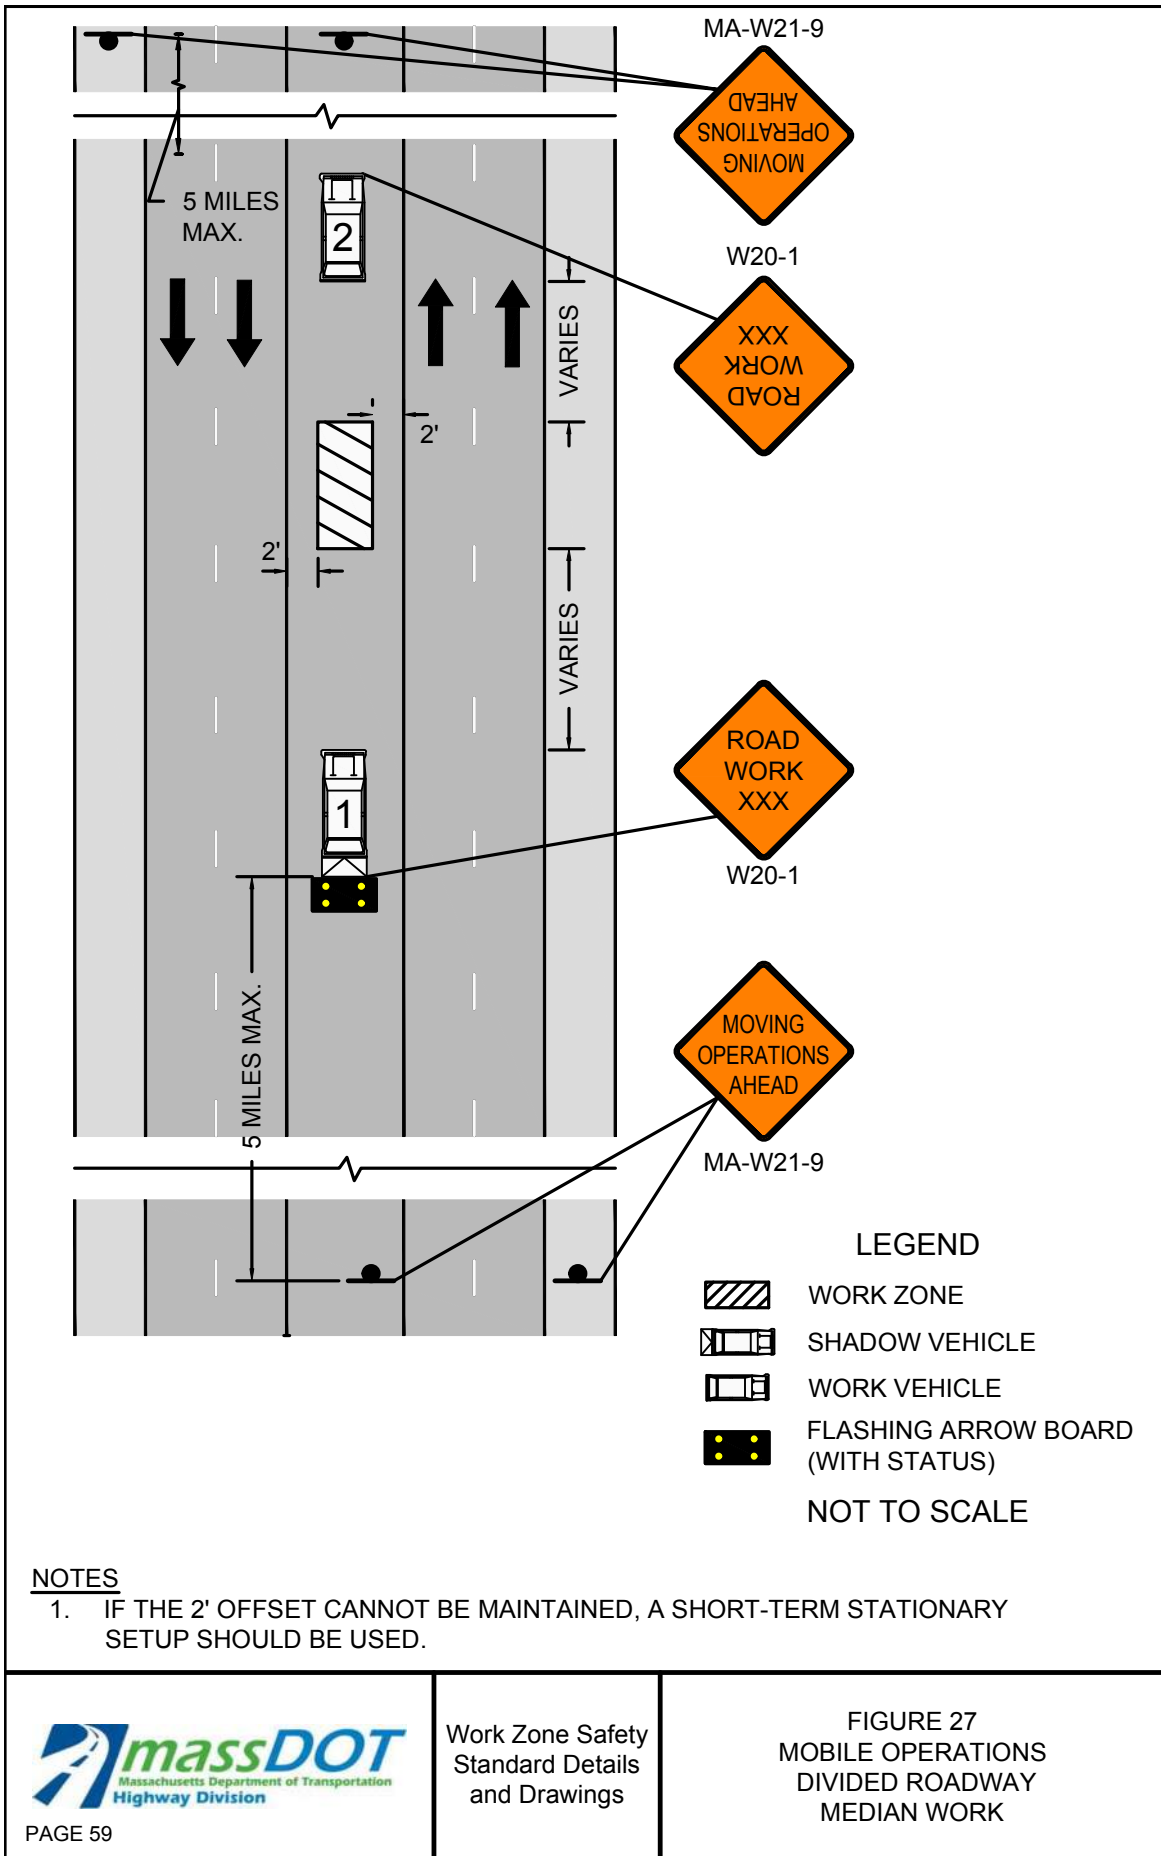 MA-W21-9
MOVING
OPERATIONS
AHEAD
5 MILES
MAX.
2
W20-1
ROAD
WORK
XXX
VARIES
2'
2'
VARIES
1
ROAD
WORK
XXX
W20-1
5 MILES MAX.
MOVING
OPERATIONS
AHEAD
MA-W21-9
LEGEND
WORK ZONE
SHADOW VEHICLE
WORK VEHICLE
FLASHING ARROW BOARD
(WITH STATUS)
NOT TO SCALE
NOTES
1. IF THE 2' OFFSET CANNOT BE MAINTAINED, A SHORT-TERM STATIONARY
SETUP SHOULD BE USED.
massDOT
Massachusetts Department of Transportation
Highway Division
PAGE 59
Work Zone Safety
Standard Details
and Drawings
FIGURE 27
MOBILE OPERATIONS
DIVIDED ROADWAY
MEDIAN WORK